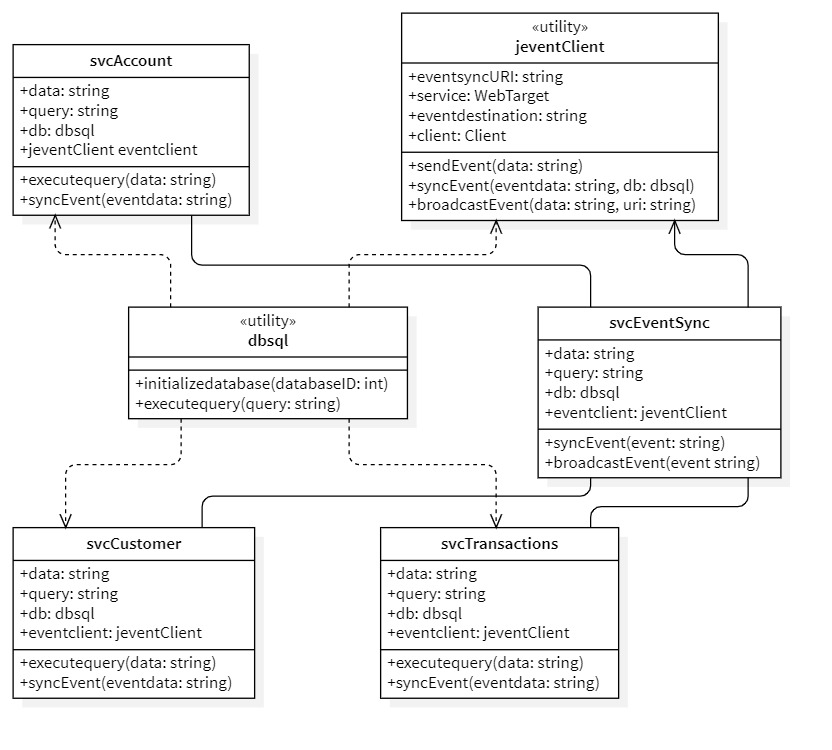 svcAccount
+data: string
+query: string
+db: dbsql
+jeventClient eventclient
+executequery(data: string)
+syncEvent(eventdata: string)
«utility»
jeventClient
+eventsyncURI: string
+service: WebTarget
+eventdestination: string
+client: Client
+sendEvent(data: string)
+syncEvent(eventdata: string, db: dbsql)
+broadcastEvent(data: string, uri: string)
«utility»
dbsql
+initializedatabase(databaseID: int)
+executequery(query: string)
svcEventSync
+data: string
+query: string
+db: dbsql
+eventclient: jeventClient
+syncEvent(event: string)
+broadcastEvent(event string)
svcCustomer
+data: string
+query: string
+db: dbsql
+eventclient: jeventClient
+executequery(data: string)
+syncEvent(eventdata: string)
svcTransactions
+data: string
+query: string
+db: dbsql
+eventclient: jeventClient
+executequery(data: string)
+syncEvent(eventdata: string)